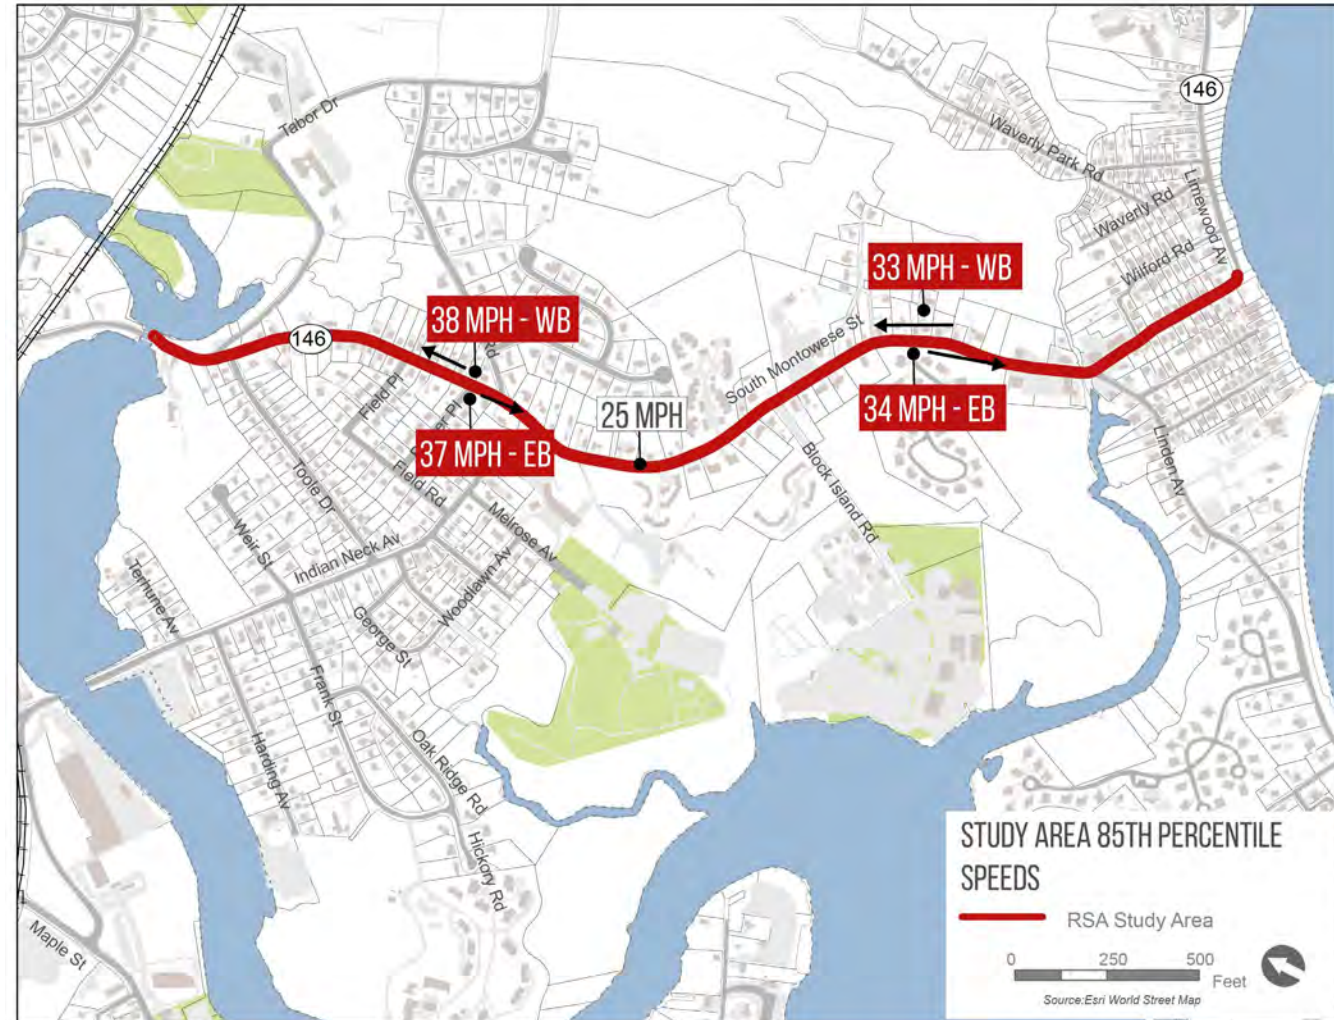 146
Tabor Dr
Waverly Park Rd
Limewood Av
Waverly Rd
Wilford Rd
33 MPH - WB
38 MPH - WB
146
Rd
South Montowese St
Field Pl
25 MPH
34 MPH - EB
37 MPH - EB
Field Rd
Toole Dr
Melrose Av
Block Island Rd
Linden Av
Weir St
Indian Neck Av
Woodlawn Av
Terhune Av
George St
Frank St
Harding Av
Oak Ridge Rd
Hickory Rd
Maple St
STUDY AREA 85TH PERCENTILE
SPEEDS
RSA Study Area
0 250 500
Feet
Source:Esri World Street Map